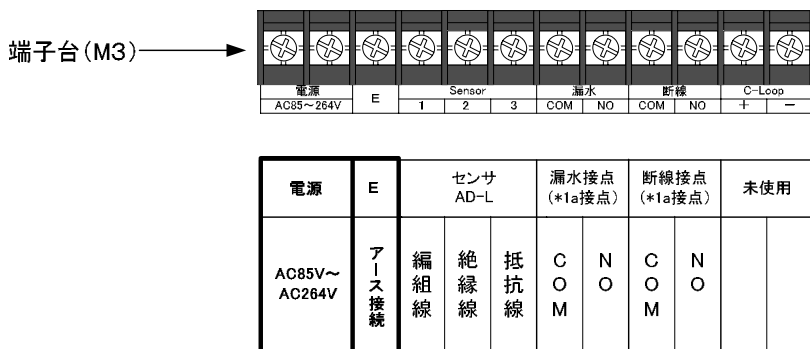 端子台(M3)
電源 E Sensor 漏水 断線 C-Loop
AC85~264V 1 2 3 COM NO COM NO + −
電源 E センサ AD-L 漏水接点 (*1a接点) 断線接点 (*1a接点) 未使用
AC85V~ AC264V アース接続 編組線 絶縁線 抵抗線 COM NO COM NO